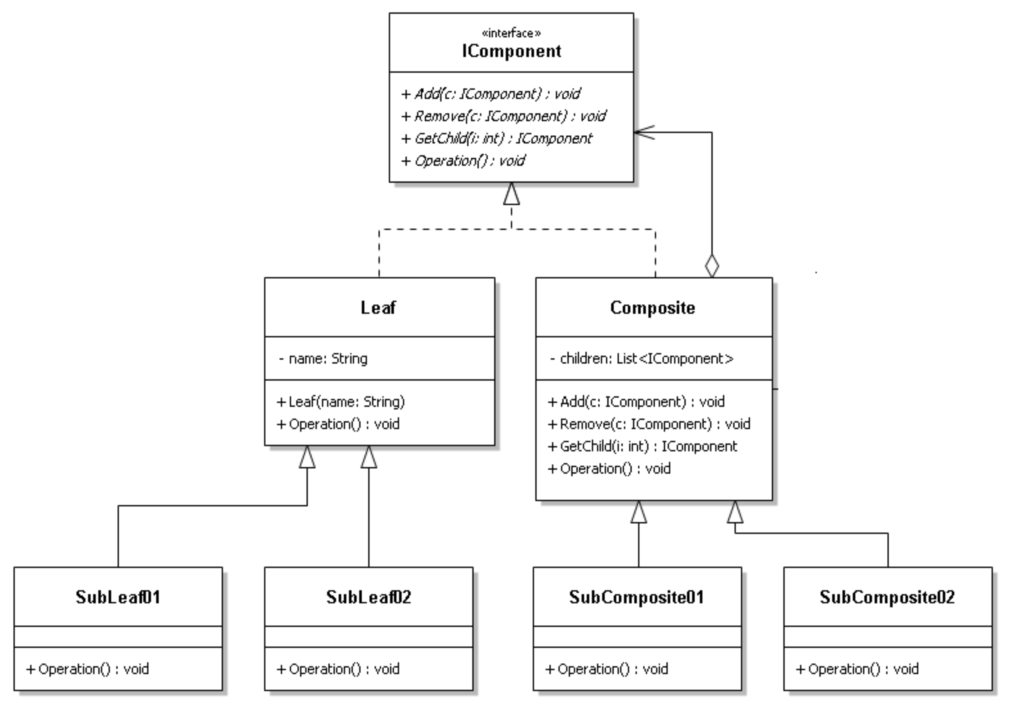 «interface»
IComponent
+ Add(c: IComponent) : void
+ Remove(c: IComponent) : void
+ GetChild(i: int) : IComponent
+ Operation() : void
Leaf
- name: String
+ Leaf(name: String)
+ Operation() : void
Composite
- children: List<IComponent>
+ Add(c: IComponent) : void
+ Remove(c: IComponent) : void
+ GetChild(i: int) : IComponent
+ Operation() : void
SubLeaf01
+ Operation() : void
SubLeaf02
+ Operation() : void
SubComposite01
+ Operation() : void
SubComposite02
+ Operation() : void